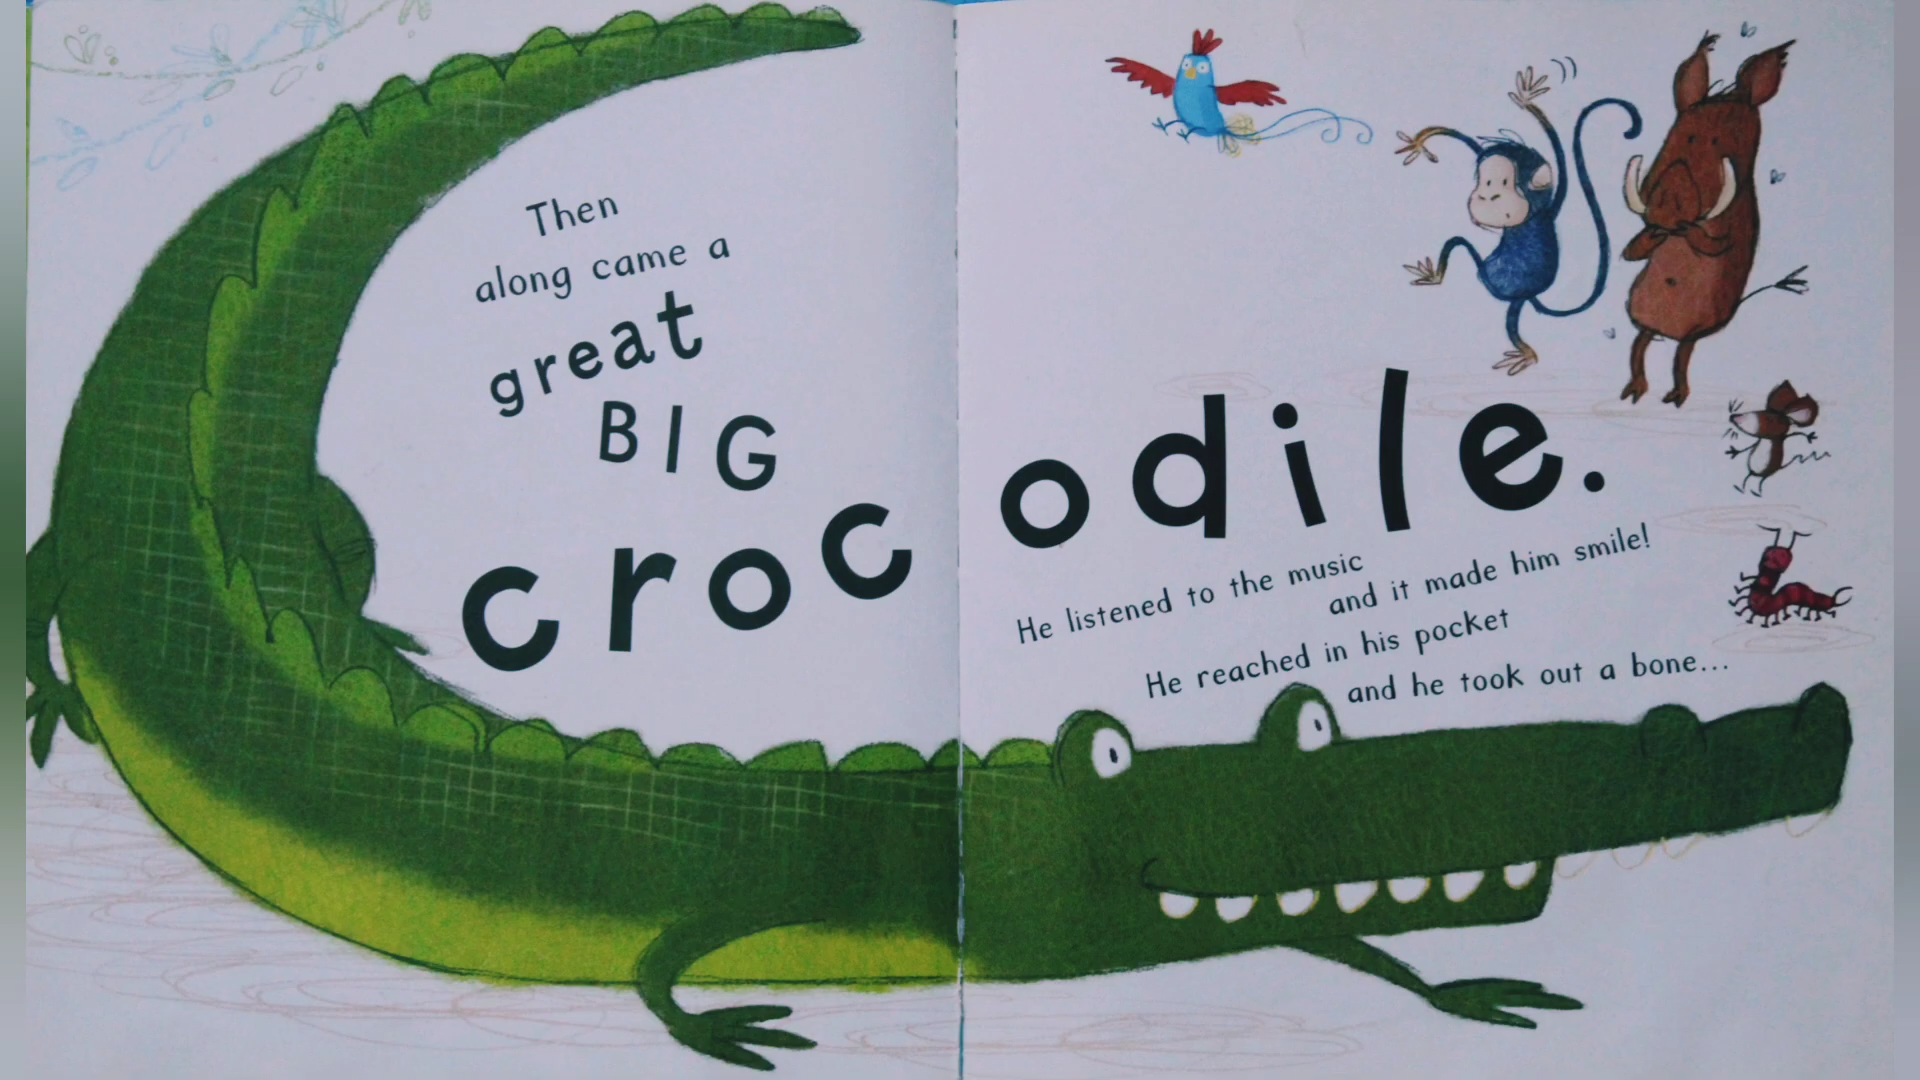 Then
along came a
great
BIG
crocodile.
He listened to the music
and it made him smile!
He reached in his pocket
and he took out a bone...